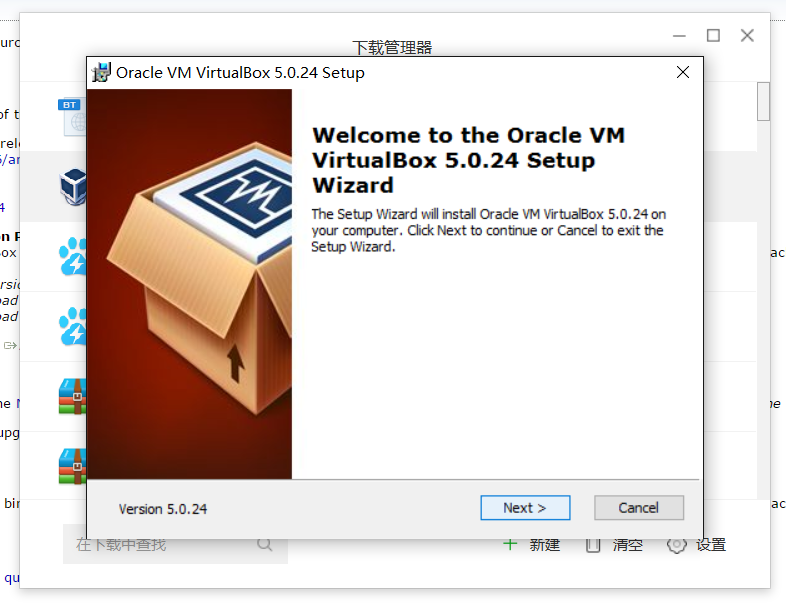 下载管理器
Oracle VM VirtualBox 5.0.24 Setup
BT
Welcome to the Oracle VM
VirtualBox 5.0.24 Setup
Wizard
The Setup Wizard will install Oracle VM VirtualBox 5.0.24 on
your computer. Click Next to continue or Cancel to exit the
Setup Wizard.
Version 5.0.24
Next >
Cancel
在下载中查找
新建
清空
设置